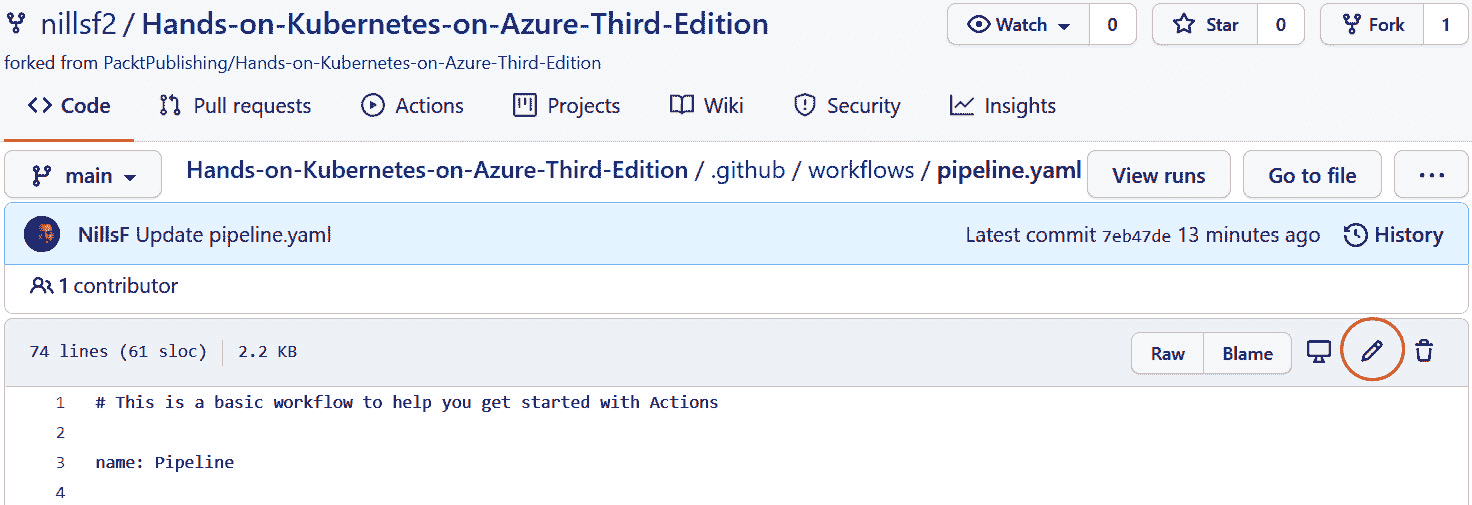 nillsf2 / Hands-on-Kubernetes-on-Azure-Third-Edition Watch 0 Star 0 Fork 1
forked from PacktPublishing/Hands-on-Kubernetes-on-Azure-Third-Edition
Code Pull requests Actions Projects Wiki Security Insights
main Hands-on-Kubernetes-on-Azure-Third-Edition / .github / workflows / pipeline.yaml View runs Go to file ...
NillsF Update pipeline.yaml Latest commit 7eb47de 13 minutes ago History
1 contributor
74 lines (61 sloc) 2.2 KB Raw Blame
1 # This is a basic workflow to help you get started with Actions
2
3 name: Pipeline
4